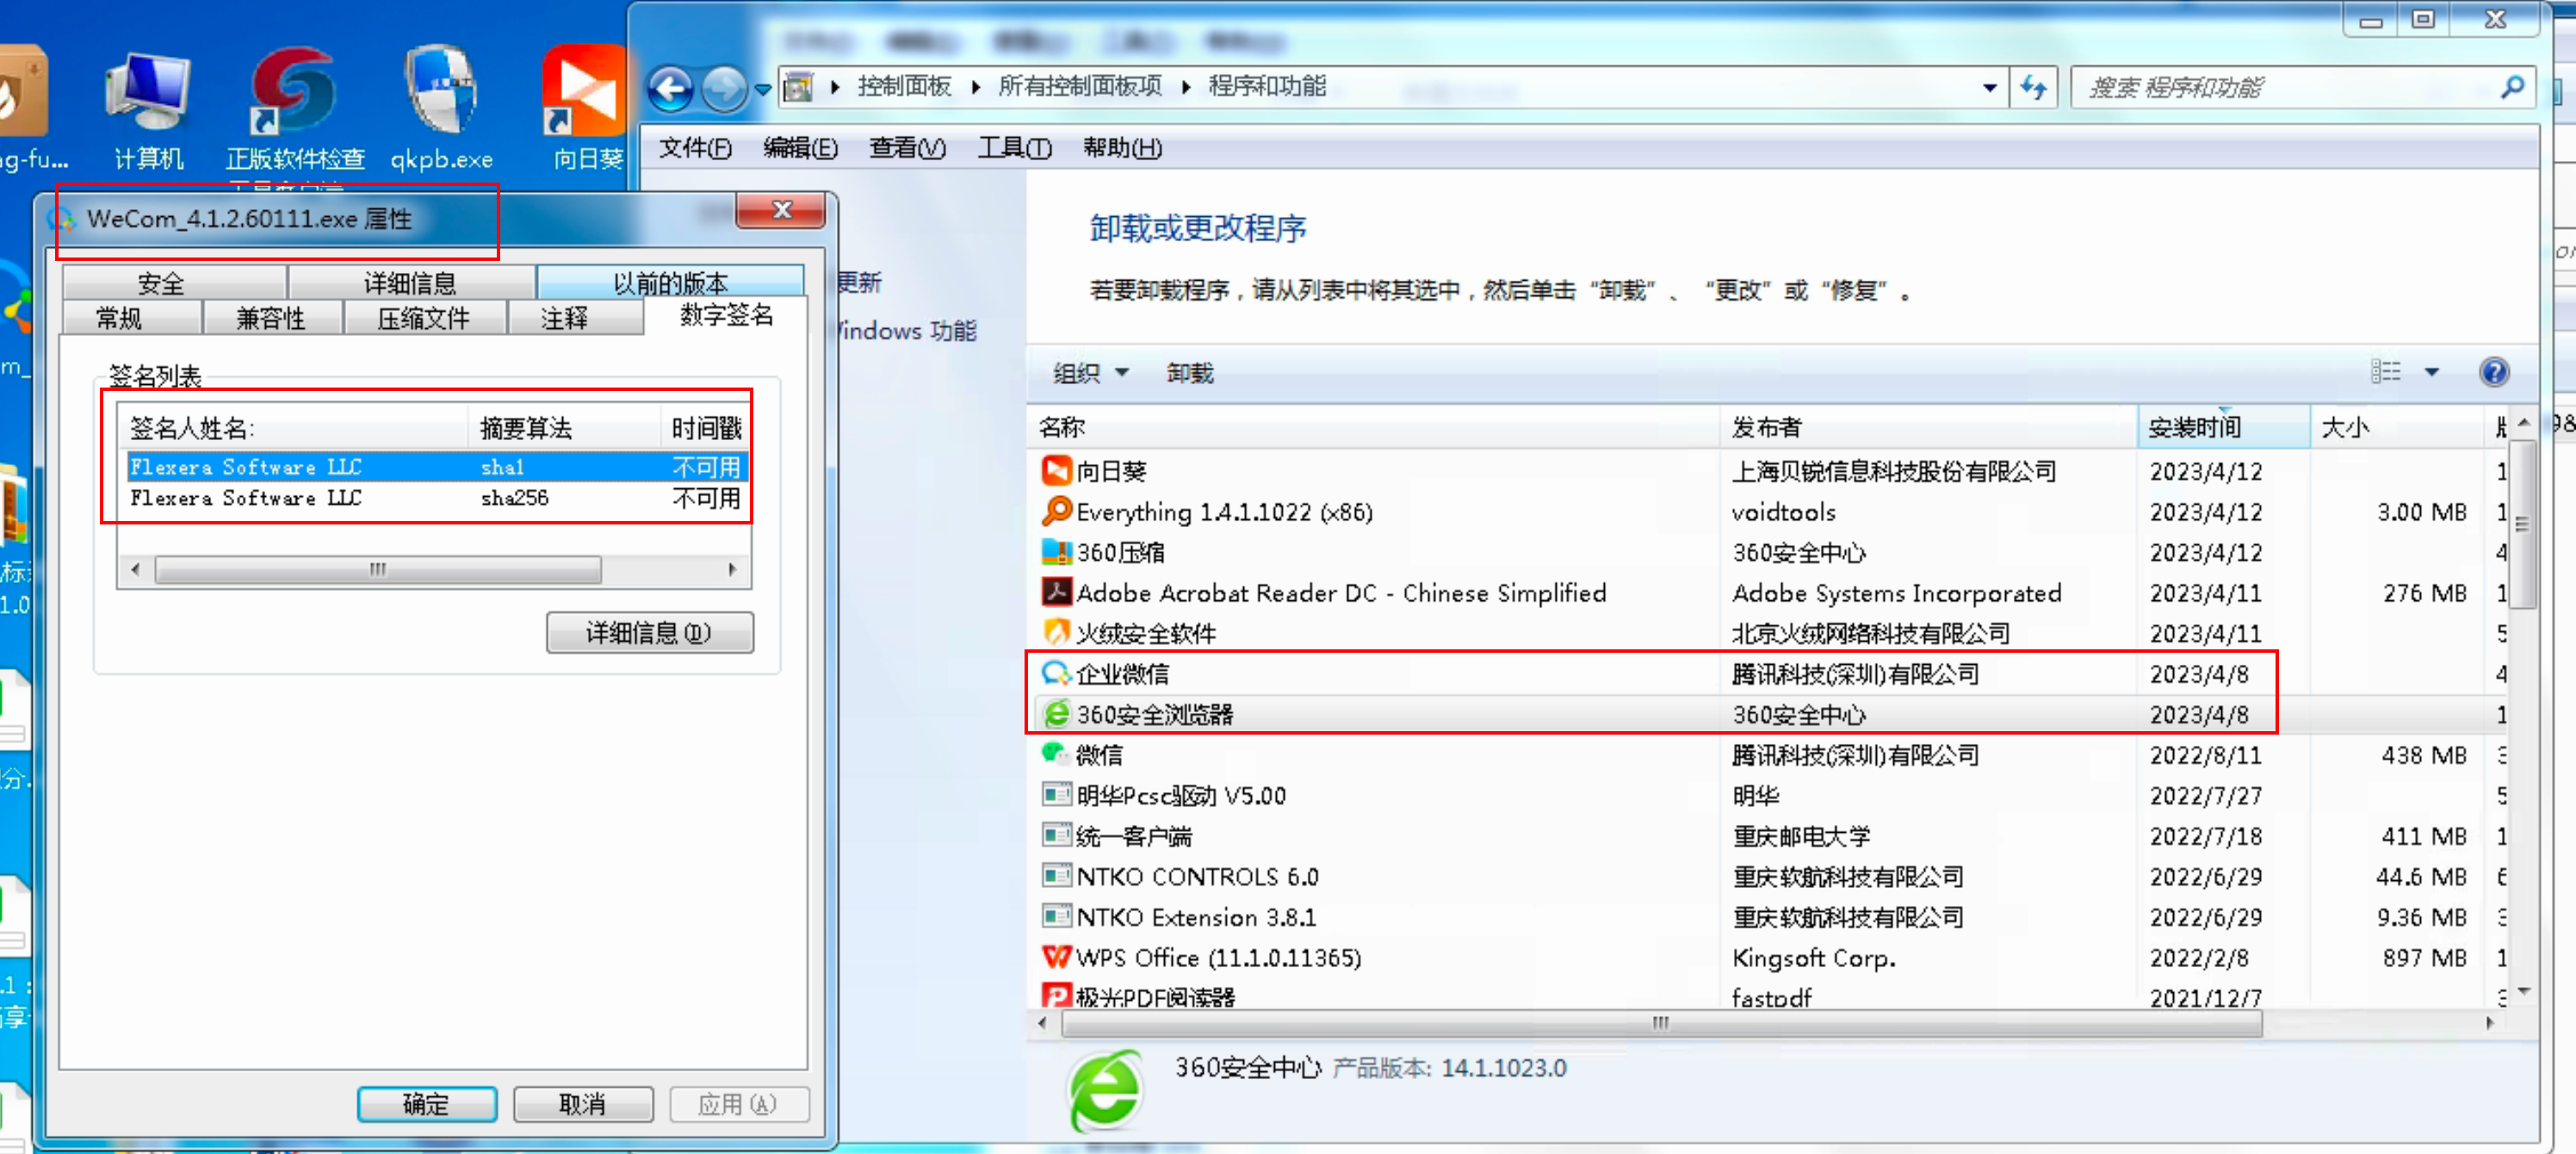 计算机
正版软件检查
qkpb.exe
向日葵
WeCom_4.1.2.60111.exe 属性
安全
详细信息
以前的版本
常规
兼容性
压缩文件
注释
数字签名
签名列表
签名人姓名:
摘要算法
时间戳
Flexera Software LLC
sha1
不可用
Flexera Software LLC
sha256
不可用
详细信息(D)
确定
取消
应用(A)
控制面板
所有控制面板项
程序和功能
搜索 程序和功能
文件(F)
编辑(E)
查看(V)
工具(T)
帮助(H)
更新
Windows 功能
卸载或更改程序
若要卸载程序，请从列表中将其选中，然后单击“卸载”、“更改”或“修复”。
组织
卸载
名称
发布者
安装时间
大小
向日葵 上海贝锐信息科技股份有限公司 2023/4/12
Everything 1.4.1.1022 (x86) voidtools 2023/4/12 3.00 MB
360压缩 360安全中心 2023/4/12
Adobe Acrobat Reader DC - Chinese Simplified Adobe Systems Incorporated 2023/4/11 276 MB
火绒安全软件 北京火绒网络科技有限公司 2023/4/11
企业微信 腾讯科技(深圳)有限公司 2023/4/8
360安全浏览器 360安全中心 2023/4/8
微信 腾讯科技(深圳)有限公司 2022/8/11 438 MB
明华Pcsc驱动 V5.00 明华 2022/7/27
统一客户端 重庆邮电大学 2022/7/18 411 MB
NTKO CONTROLS 6.0 重庆软航科技有限公司 2022/6/29 44.6 MB
NTKO Extension 3.8.1 重庆软航科技有限公司 2022/6/29 9.36 MB
WPS Office (11.1.0.11365) Kingsoft Corp. 2022/2/8 897 MB
极光PDF阅读器 fastpdf 2021/12/7
360安全中心 产品版本: 14.1.1023.0